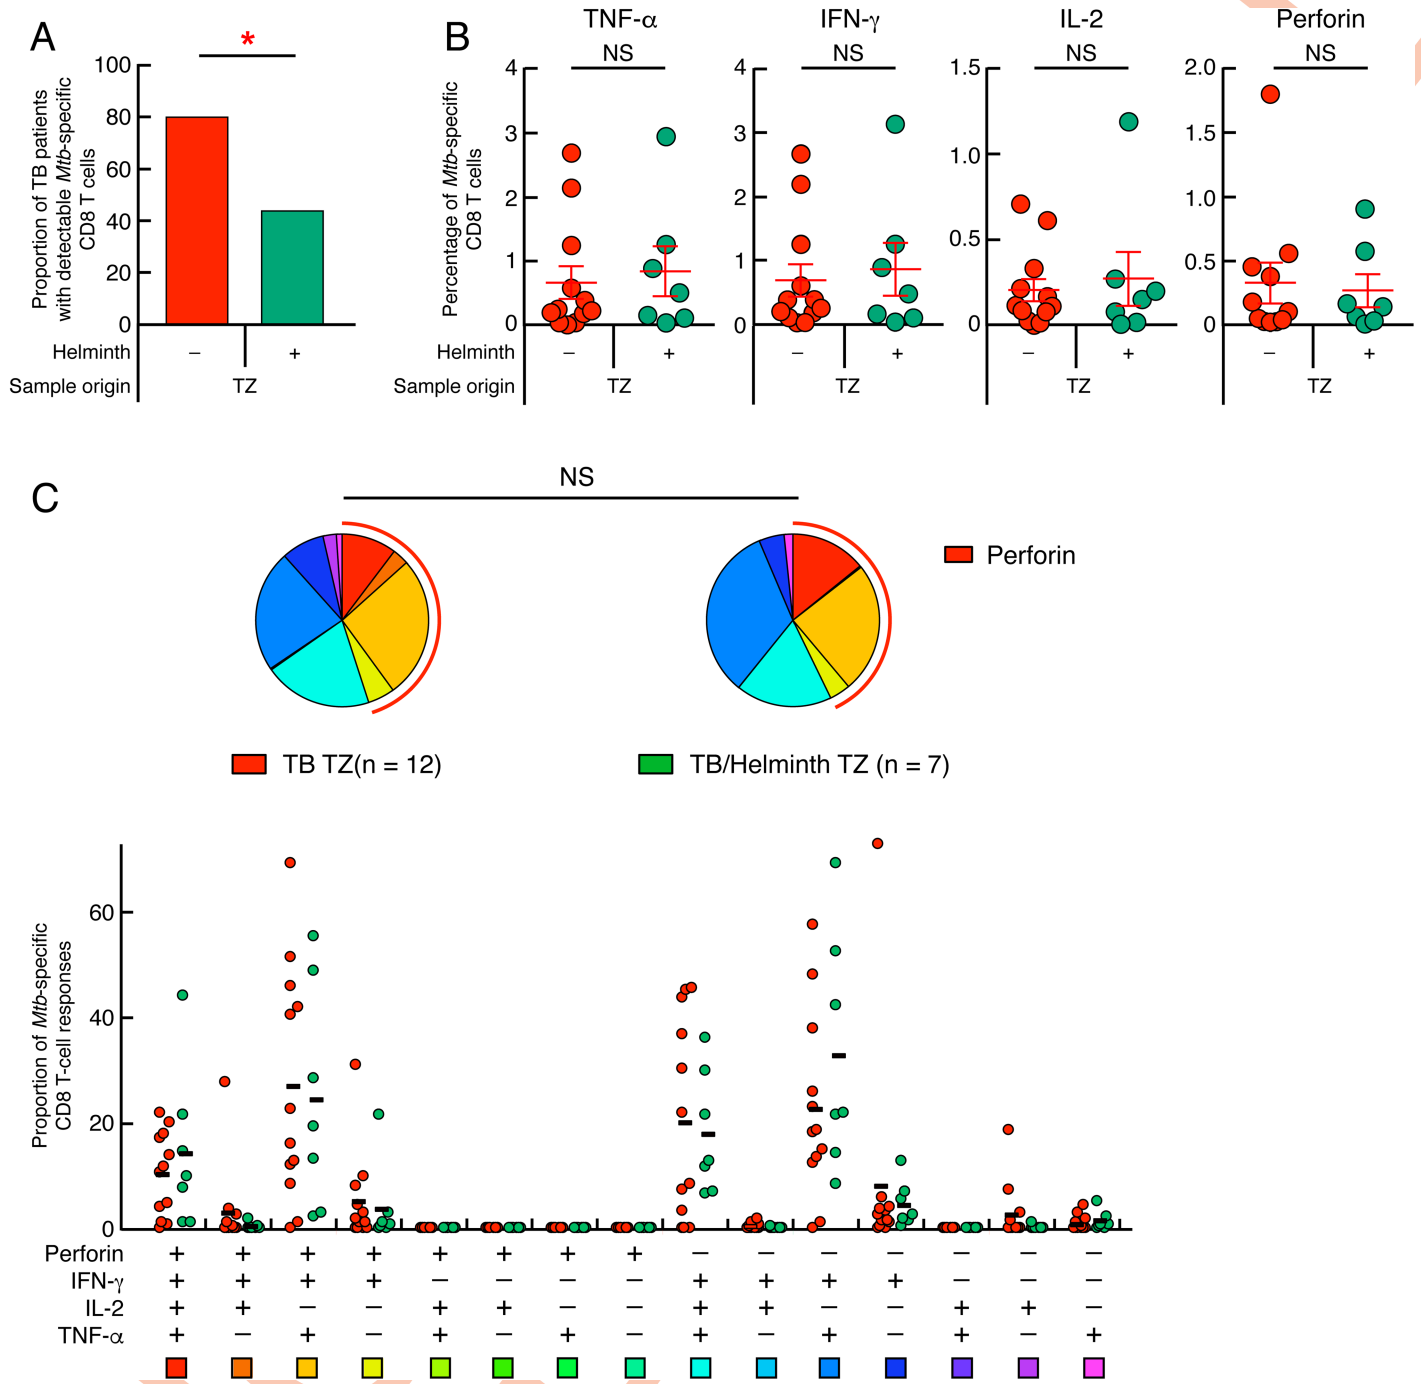 A
*
100
80
60
40
20
0
Proportion of TB patients
with detectable Mtb-specific
CD8 T cells
Helminth – +
Sample origin TZ
B
TNF-α IFN-γ IL-2 Perforin
NS NS NS NS
Percentage of Mtb-specific
CD8 T cells
4 4 1.5 2.0
3 3 1.0 1.5
2 2 0.5 1.0
1 1 0.5
0 0 0 0
Helminth – + – + – + – +
Sample origin TZ TZ TZ TZ
C
NS
Perforin
TB TZ(n = 12) TB/Helminth TZ (n = 7)
Proportion of Mtb-specific
CD8 T-cell responses
60
40
20
0
Perforin + + + + + + + + – – – – – – –
IFN-γ + + + + – – – – + + + + – – –
IL-2 + + – – + + – – + + – – + + –
TNF-α + – + – + – + – + – + – + – +